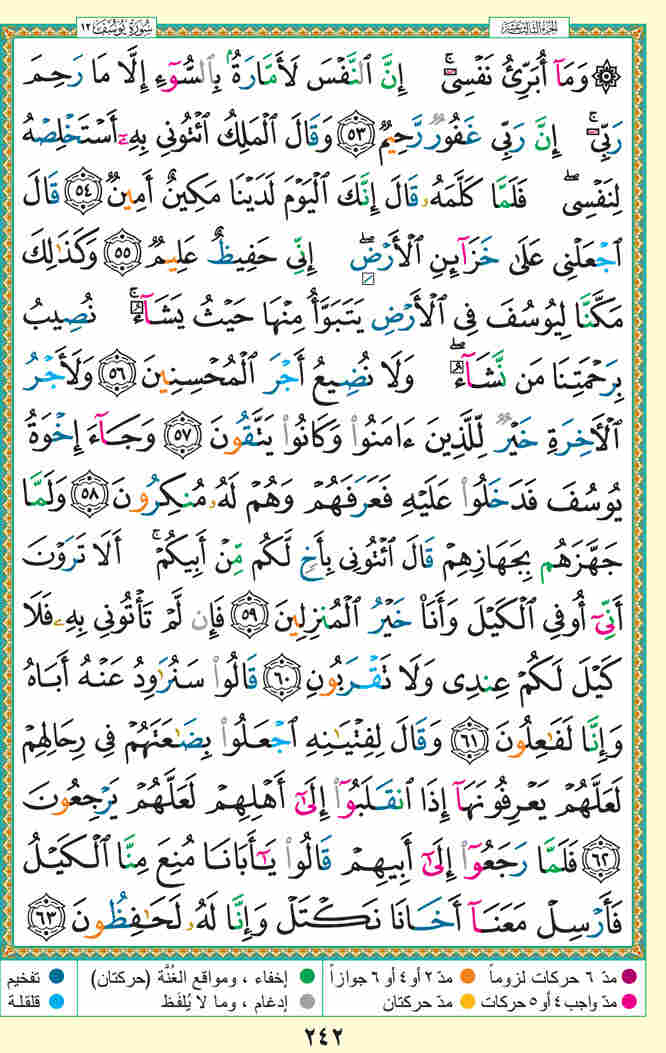 الجزء الثالث عشر
سُورَةُ يُوسُفَ ١٢
۞ وَمَآ أُبَرِّئُ نَفْسِىٓ ۚ إِنَّ ٱلنَّفْسَ لَأَمَّارَةٌۢ بِٱلسُّوٓءِ إِلَّا مَا رَحِمَ
رَبِّىٓ ۚ إِنَّ رَبِّى غَفُورٌ رَّحِيمٌ ﴿٥٣﴾ وَقَالَ ٱلْمَلِكُ ٱئْتُونِى بِهِۦٓ أَسْتَخْلِصْهُ
لِنَفْسِى ۖ فَلَمَّا كَلَّمَهُۥ قَالَ إِنَّكَ ٱلْيَوْمَ لَدَيْنَا مَكِينٌ أَمِينٌ ﴿٥٤﴾ قَالَ
ٱجْعَلْنِى عَلَىٰ خَزَآئِنِ ٱلْأَرْضِ ۖ إِنِّى حَفِيظٌ عَلِيمٌ ﴿٥٥﴾ وَكَذَٰلِكَ
مَكَّنَّا لِيُوسُفَ فِى ٱلْأَرْضِ يَتَبَوَّأُ مِنْهَا حَيْثُ يَشَآءُ ۚ نُصِيبُ
بِرَحْمَتِنَا مَن نَّشَآءُ ۖ وَلَا نُضِيعُ أَجْرَ ٱلْمُحْسِنِينَ ﴿٥٦﴾ وَلَأَجْرُ
ٱلْأَخِرَةِ خَيْرٌ لِّلَّذِينَ ءَامَنُوا۟ وَكَانُوا۟ يَتَّقُونَ ﴿٥٧﴾ وَجَآءَ إِخْوَةُ
يُوسُفَ فَدَخَلُوا۟ عَلَيْهِ فَعَرَفَهُمْ وَهُمْ لَهُۥ مُنكِرُونَ ﴿٥٨﴾ وَلَمَّا
جَهَّزَهُم بِجَهَازِهِمْ قَالَ ٱئْتُونِى بِأَخٍ لَّكُم مِّنْ أَبِيكُمْ ۚ أَلَا تَرَوْنَ
أَنِّىٓ أُوفِى ٱلْكَيْلَ وَأَنَا۠ خَيْرُ ٱلْمُنزِلِينَ ﴿٥٩﴾ فَإِن لَّمْ تَأْتُونِى بِهِۦ فَلَا
كَيْلَ لَكُمْ عِندِى وَلَا تَقْرَبُونِ ﴿٦٠﴾ قَالُوا۟ سَنُرَٰوِدُ عَنْهُ أَبَاهُ
وَإِنَّا لَفَٰعِلُونَ ﴿٦١﴾ وَقَالَ لِفِتْيَٰنِهِ ٱجْعَلُوا۟ بِضَٰعَتَهُمْ فِى رِحَالِهِمْ
لَعَلَّهُمْ يَعْرِفُونَهَآ إِذَا ٱنقَلَبُوٓا۟ إِلَىٰٓ أَهْلِهِمْ لَعَلَّهُمْ يَرْجِعُونَ
﴿٦٢﴾ فَلَمَّا رَجَعُوٓا۟ إِلَىٰٓ أَبِيهِمْ قَالُوا۟ يَٰٓأَبَانَا مُنِعَ مِنَّا ٱلْكَيْلُ
فَأَرْسِلْ مَعَنَآ أَخَانَا نَكْتَلْ وَإِنَّا لَهُۥ لَحَٰفِظُونَ ﴿٦٣﴾
مدّ ٦ حركات لزوماً مدّ ٢ أو ٤ أو ٦ جوازاً إخفاء ، ومواقع الغُنَّة (حركتان) تفخيم
مدّ واجب ٤ أو ٥ حركات مدّ حركتان إدغام ، وما لا يُلفَظ قلقلة
٢٤٢